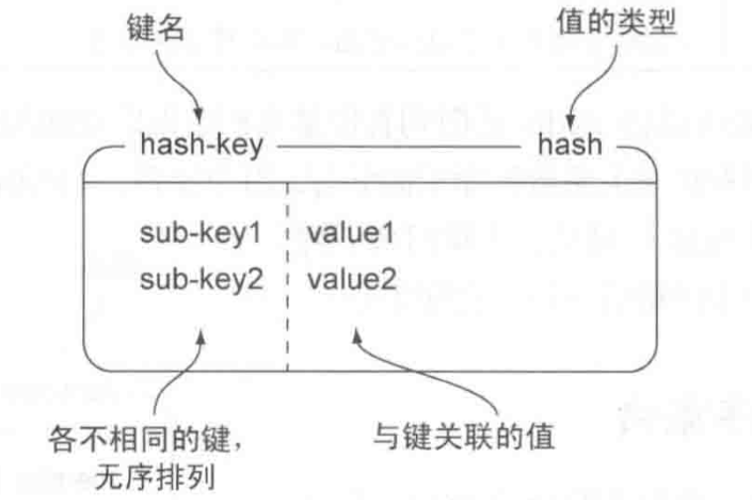 键名
值的类型
hash-key
hash
sub-key1
value1
sub-key2
value2
各不相同的键，
无序排列
与键关联的值